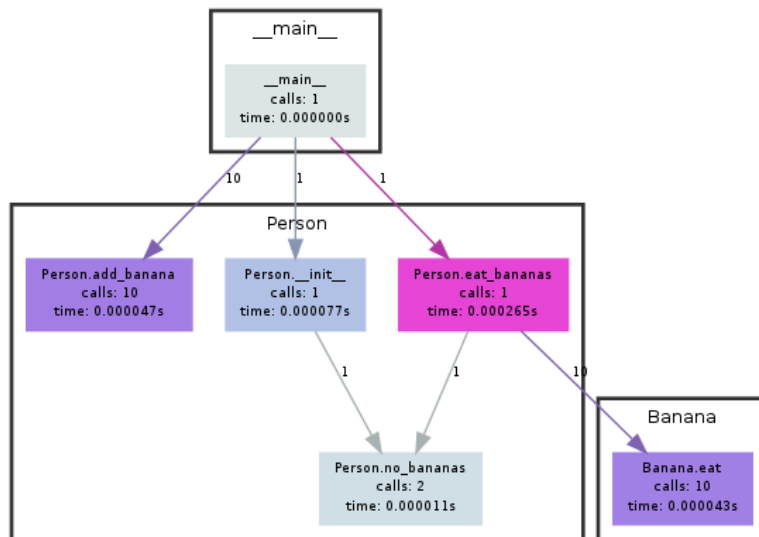 __main__
__main__
calls: 1
time: 0.000000s
10
1
1
Person
Person.add_banana
calls: 10
time: 0.000047s
Person.__init__
calls: 1
time: 0.000077s
Person.eat_bananas
calls: 1
time: 0.000265s
1
1
10
Banana
Person.no_bananas
calls: 2
time: 0.000011s
Banana.eat
calls: 10
time: 0.000043s